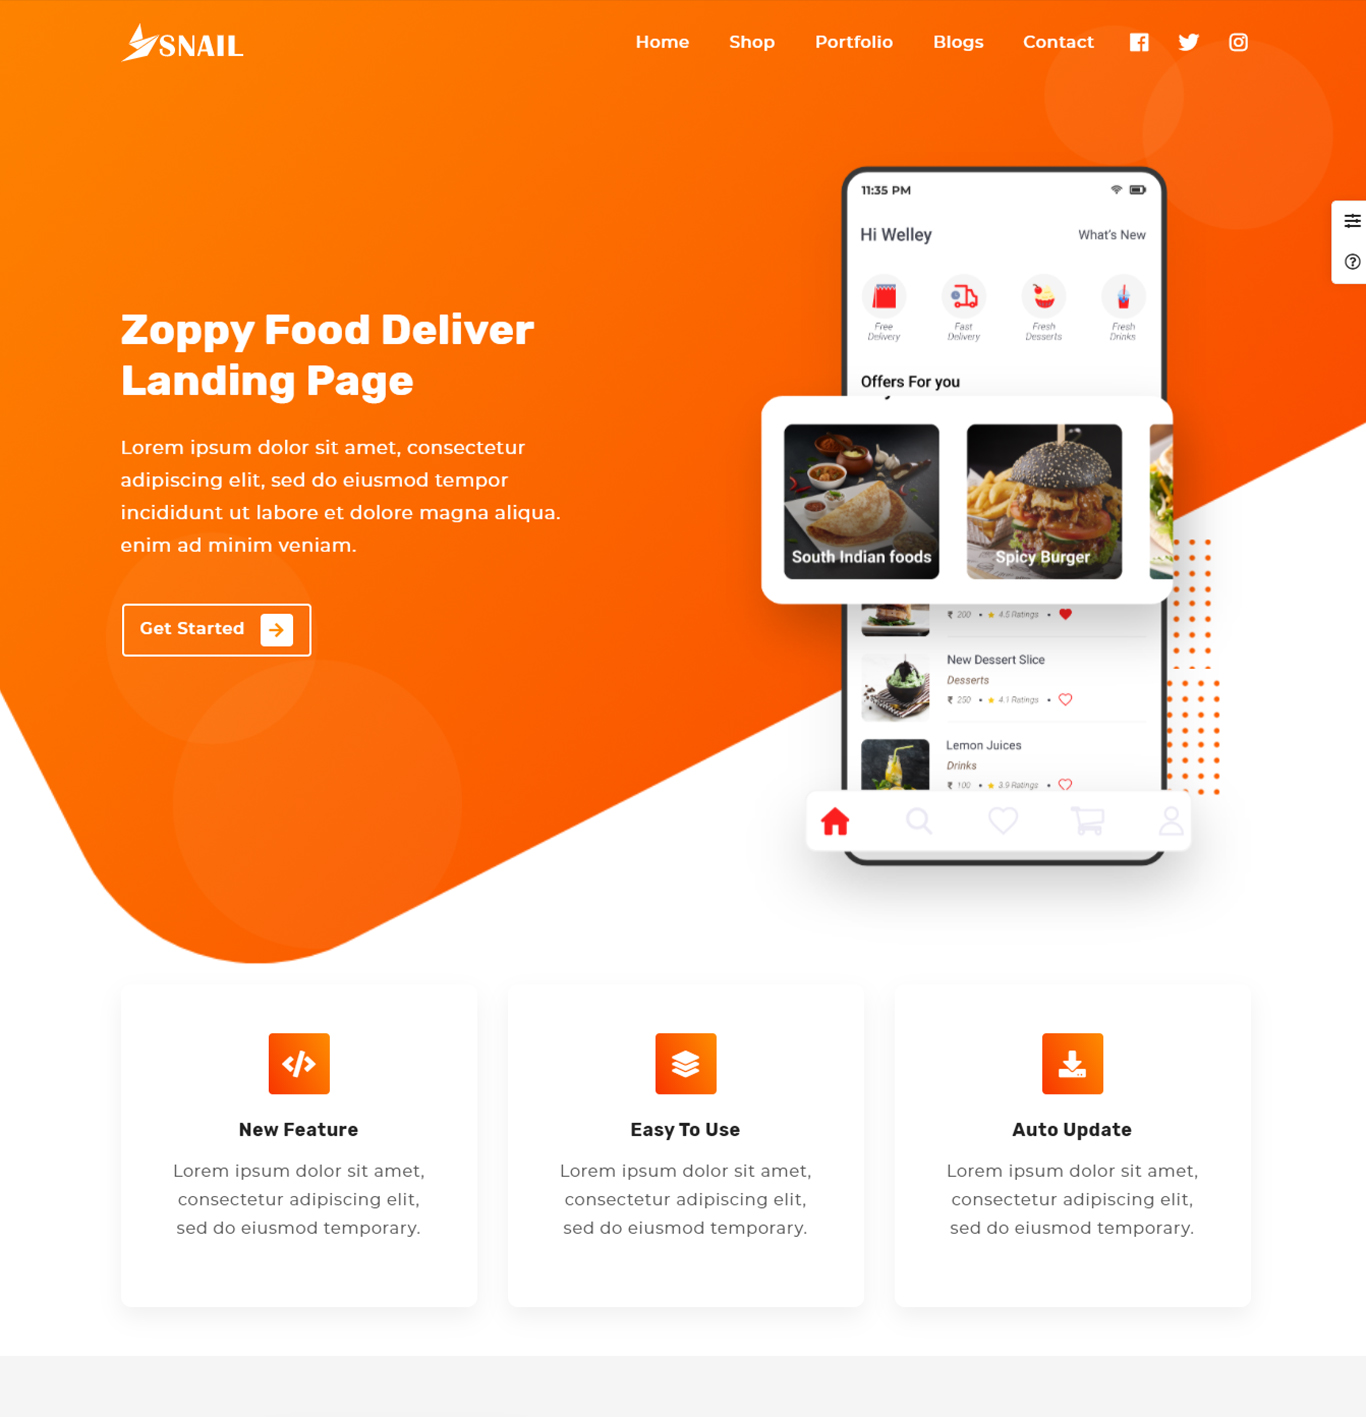 SNAIL
Home Shop Portfolio Blogs Contact
Zoppy Food Deliver
Landing Page
Lorem ipsum dolor sit amet, consectetur
adipiscing elit, sed do eiusmod tempor
incididunt ut labore et dolore magna aliqua.
enim ad minim veniam.
Get Started
11:35 PM
Hi Welley What's New
Free
Delivery
Fast
Delivery
Fresh
Desserts
Fresh
Drinks
Offers For you
South Indian foods
Spicy Burger
₹ 200 • 4.5 Ratings •
New Dessert Slice
Desserts
₹ 250 • 4.1 Ratings •
Lemon Juices
Drinks
₹ 100 • 3.9 Ratings •
New Feature
Lorem ipsum dolor sit amet,
consectetur adipiscing elit,
sed do eiusmod temporary.
Easy To Use
Lorem ipsum dolor sit amet,
consectetur adipiscing elit,
sed do eiusmod temporary.
Auto Update
Lorem ipsum dolor sit amet,
consectetur adipiscing elit,
sed do eiusmod temporary.